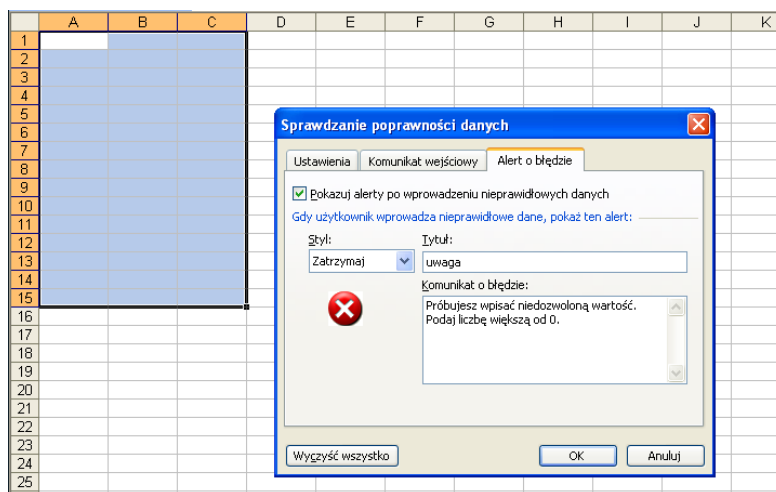 A B C D E F G H I J K
1
2
3
4
5
6
7
8
9
10
11
12
13
14
15
16
17
18
19
20
21
22
23
24
25
Sprawdzanie poprawności danych
Ustawienia Komunikat wejściowy Alert o błędzie
Pokazuj alerty po wprowadzeniu nieprawidłowych danych
Gdy użytkownik wprowadza nieprawidłowe dane, pokaż ten alert:
Styl: Tytuł:
Zatrzymaj uwaga
Komunikat o błędzie:
Próbujesz wpisać niedozwoloną wartość.
Podaj liczbę większą od 0.
Wyczyść wszystko OK Anuluj